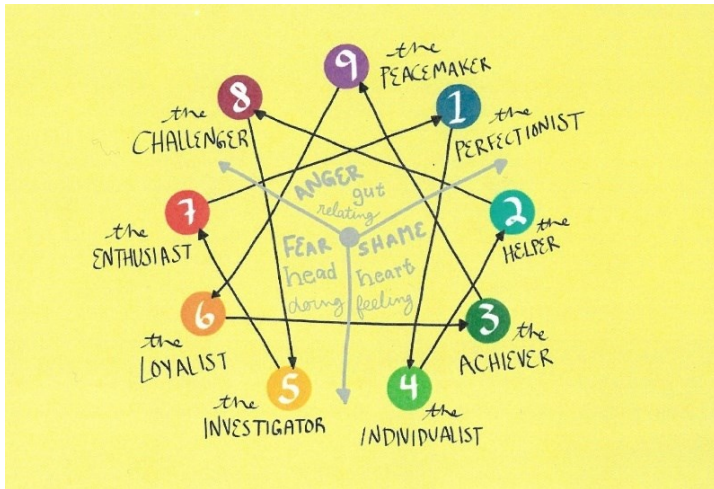 9
the
PEACEMAKER
8
the
CHALLENGER
1
the
PERFECTIONIST
ANGER
gut
relating
7
the
ENTHUSIAST
2
the
HELPER
FEAR
head
doing
SHAME
heart
feeling
6
the
LOYALIST
3
the
ACHIEVER
5
the
INVESTIGATOR
4
the
INDIVIDUALIST